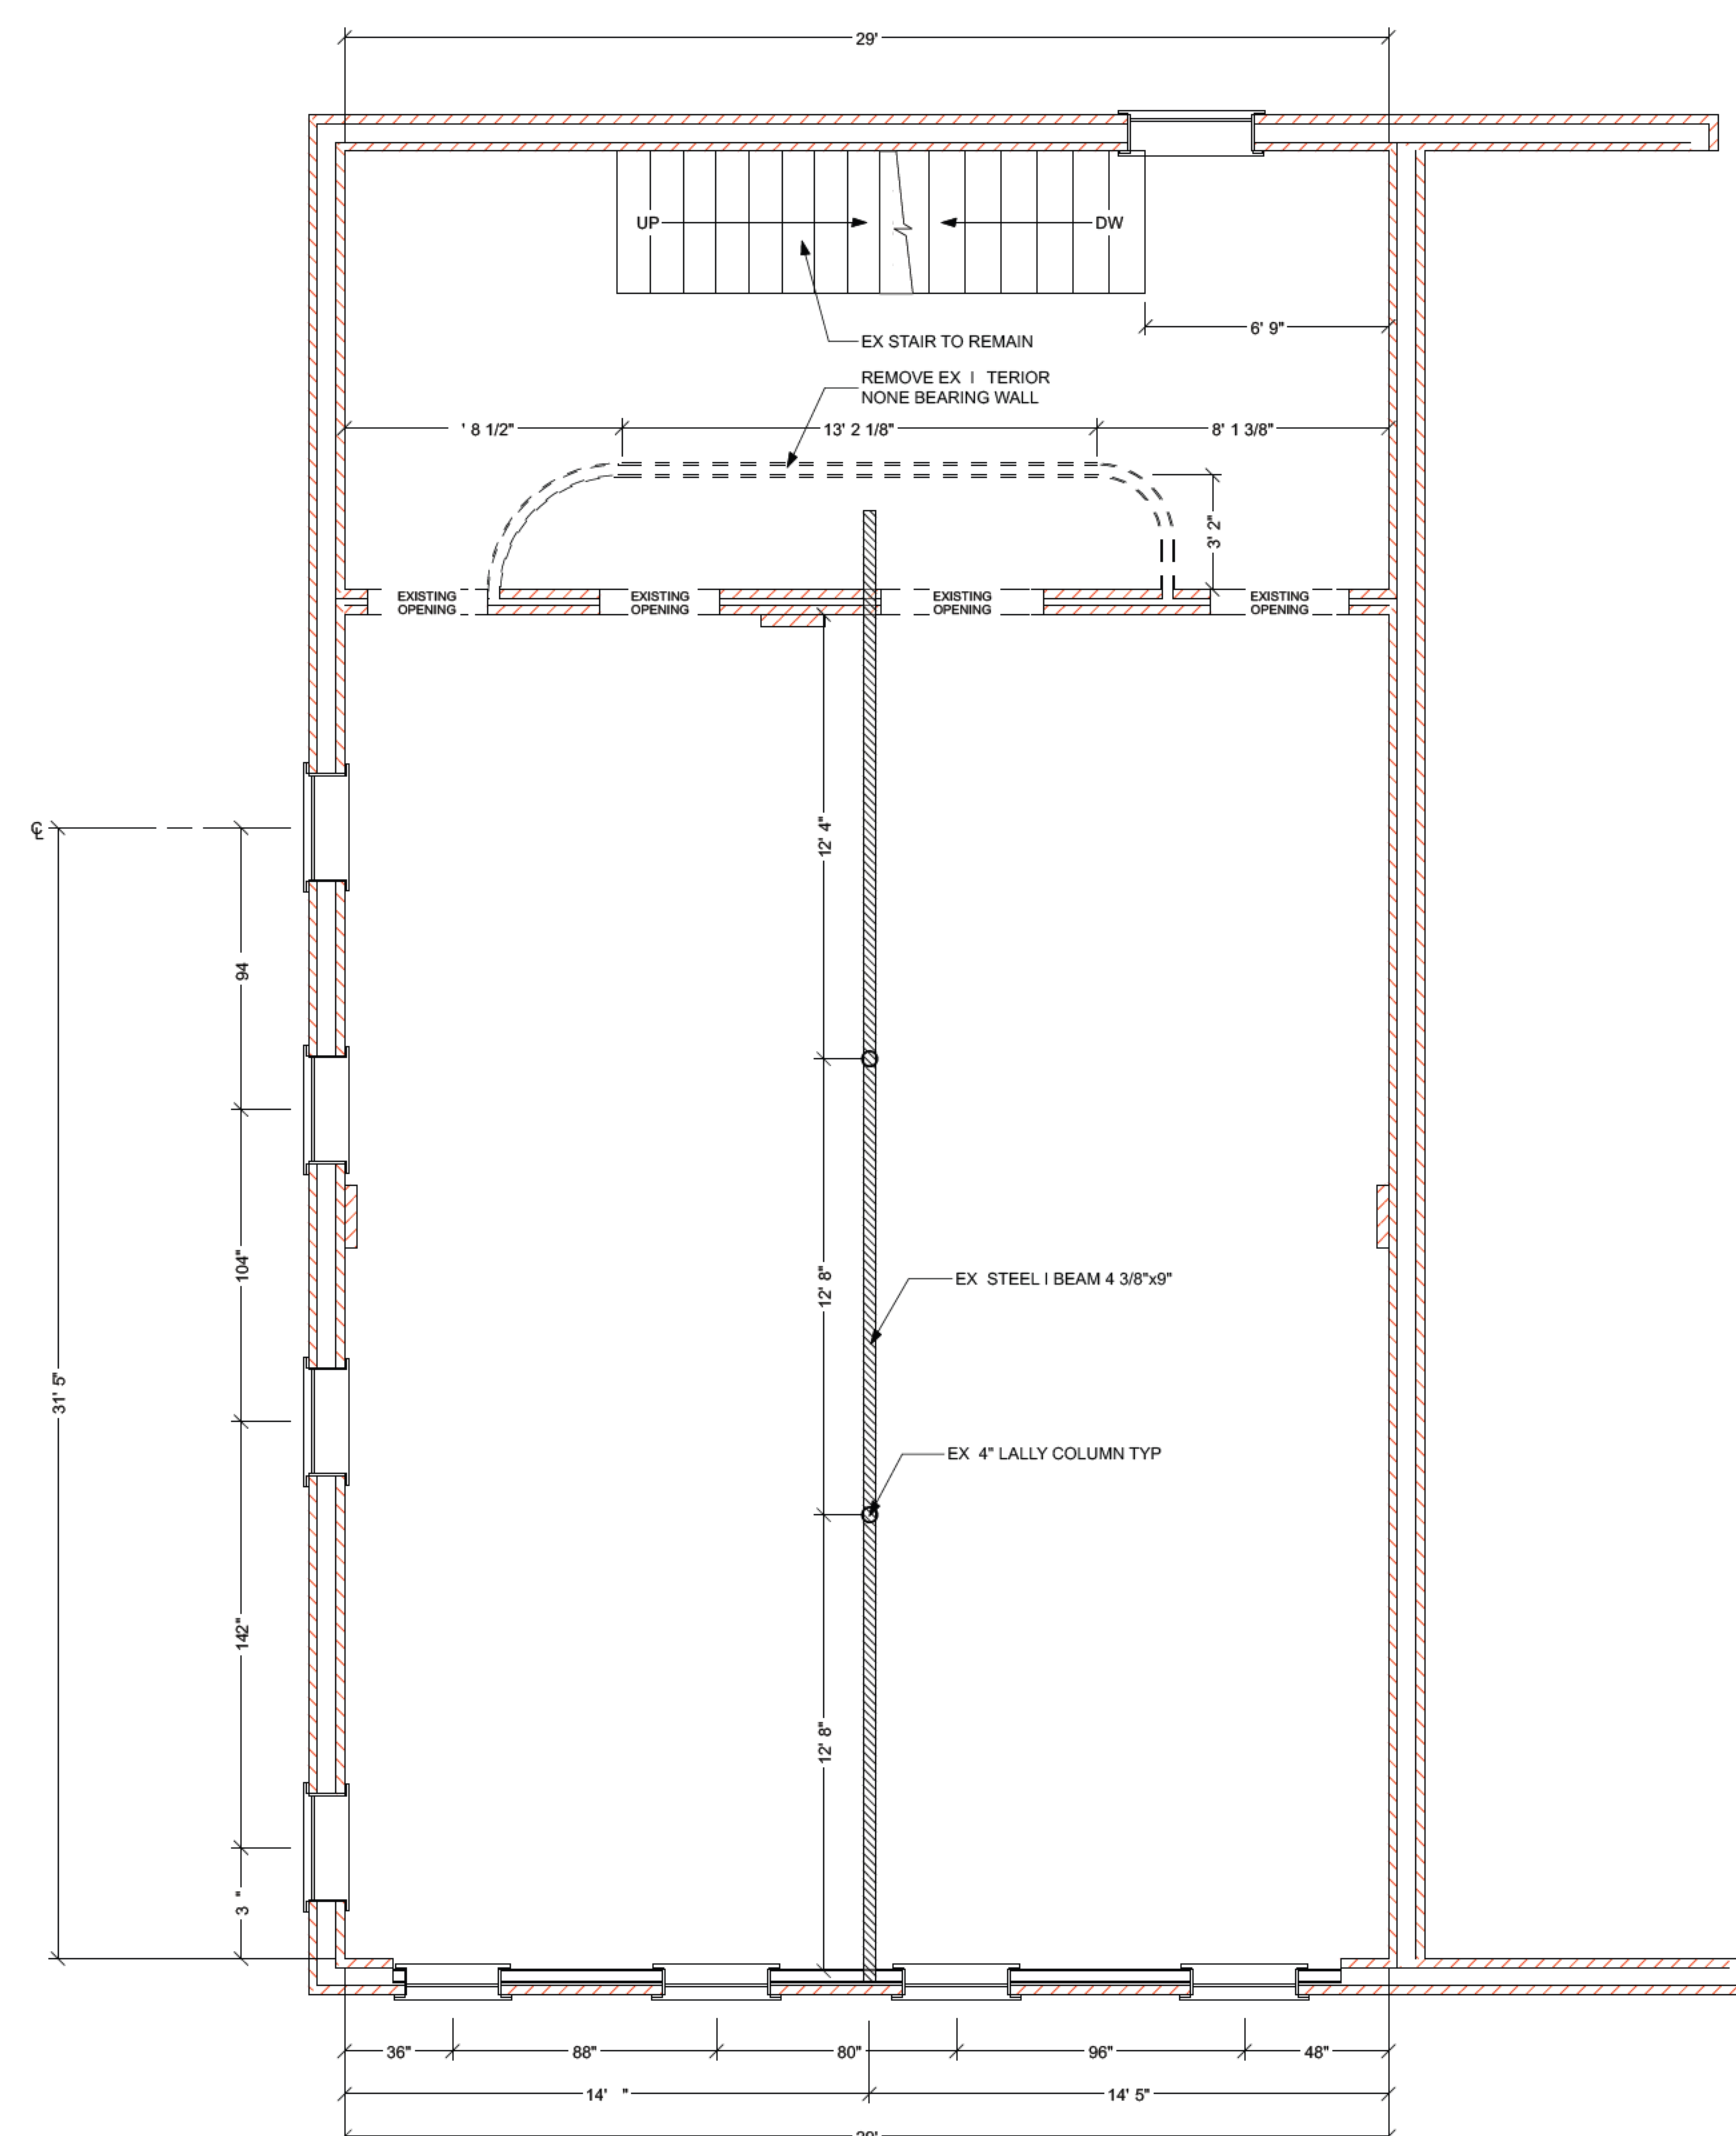 29'
UP
DW
6' 9"
EX STAIR TO REMAIN
REMOVE EX I TERIOR
NONE BEARING WALL
' 8 1/2"
13' 2 1/8"
8' 1 3/8"
3' 2"
EXISTING
OPENING
EXISTING
OPENING
EXISTING
OPENING
EXISTING
OPENING
12' 4"
℄
94
104"
12' 8"
EX STEEL I BEAM 4 3/8"x9"
31' 5"
EX 4" LALLY COLUMN TYP
142"
12' 8"
3 "
36"
88"
80"
96"
48"
14' "
14' 5"